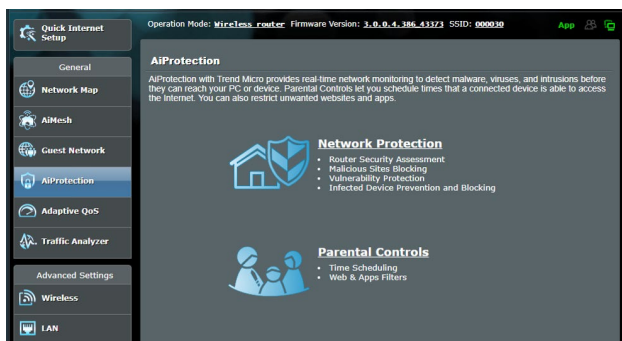 Quick Internet
Setup
Operation Mode: Wireless router Firmware Version: 3.0.0.4.386_43373 SSID: 000030
App
General
Network Map
AiMesh
Guest Network
AiProtection
Adaptive QoS
Traffic Analyzer
Advanced Settings
Wireless
LAN
AiProtection
AiProtection with Trend Micro provides real-time network monitoring to detect malware, viruses, and intrusions before
they can reach your PC or device. Parental Controls let you schedule times that a connected device is able to access
the Internet. You can also restrict unwanted websites and apps.
Network Protection
• Router Security Assessment
• Malicious Sites Blocking
• Vulnerability Protection
• Infected Device Prevention and Blocking
Parental Controls
• Time Scheduling
• Web & Apps Filters